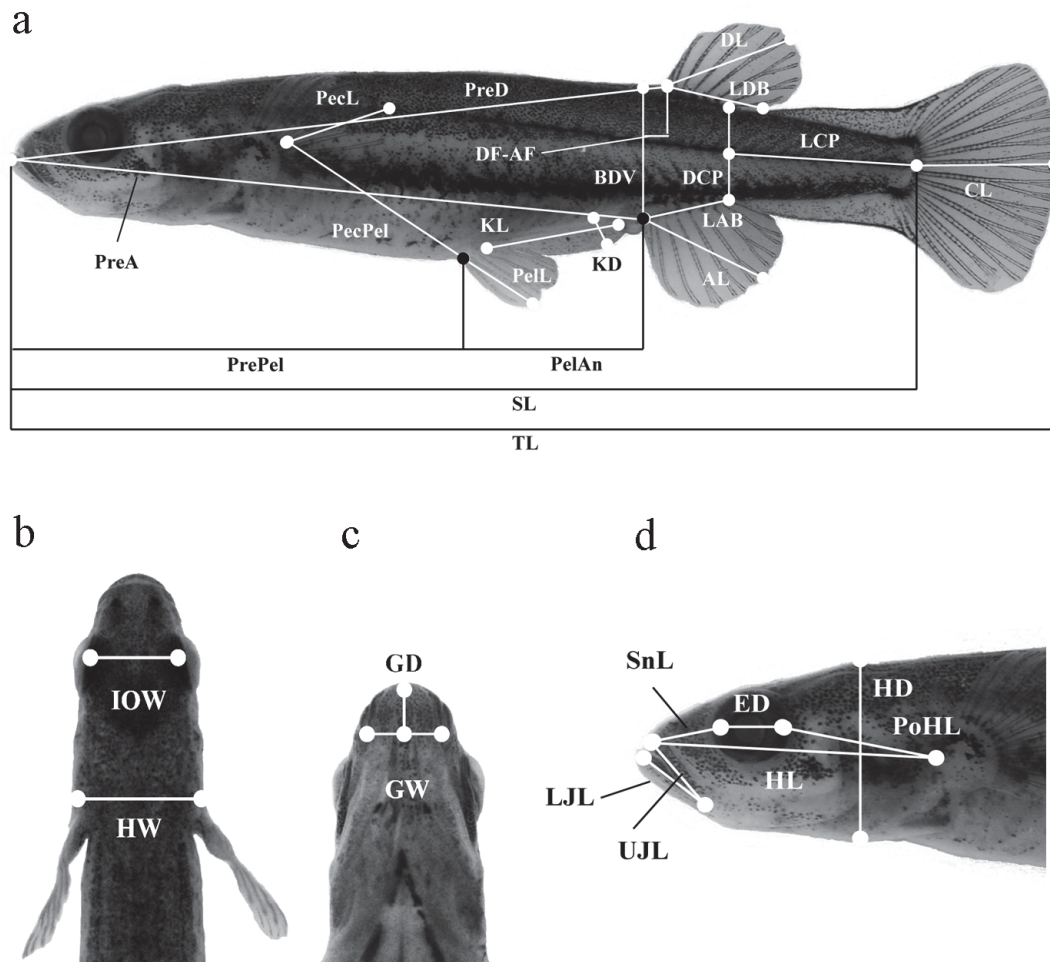 a
DL
PecL
PreD
LDB
DF-AF
LCP
BDV
DCP
CL
KL
LAB
PecPel
PreA
KD
PelL
AL
PrePel
PelAn
SL
TL
b
c
d
IOW
HW
GD
GW
SnL
ED
HD
PoHL
HL
LJL
UJL